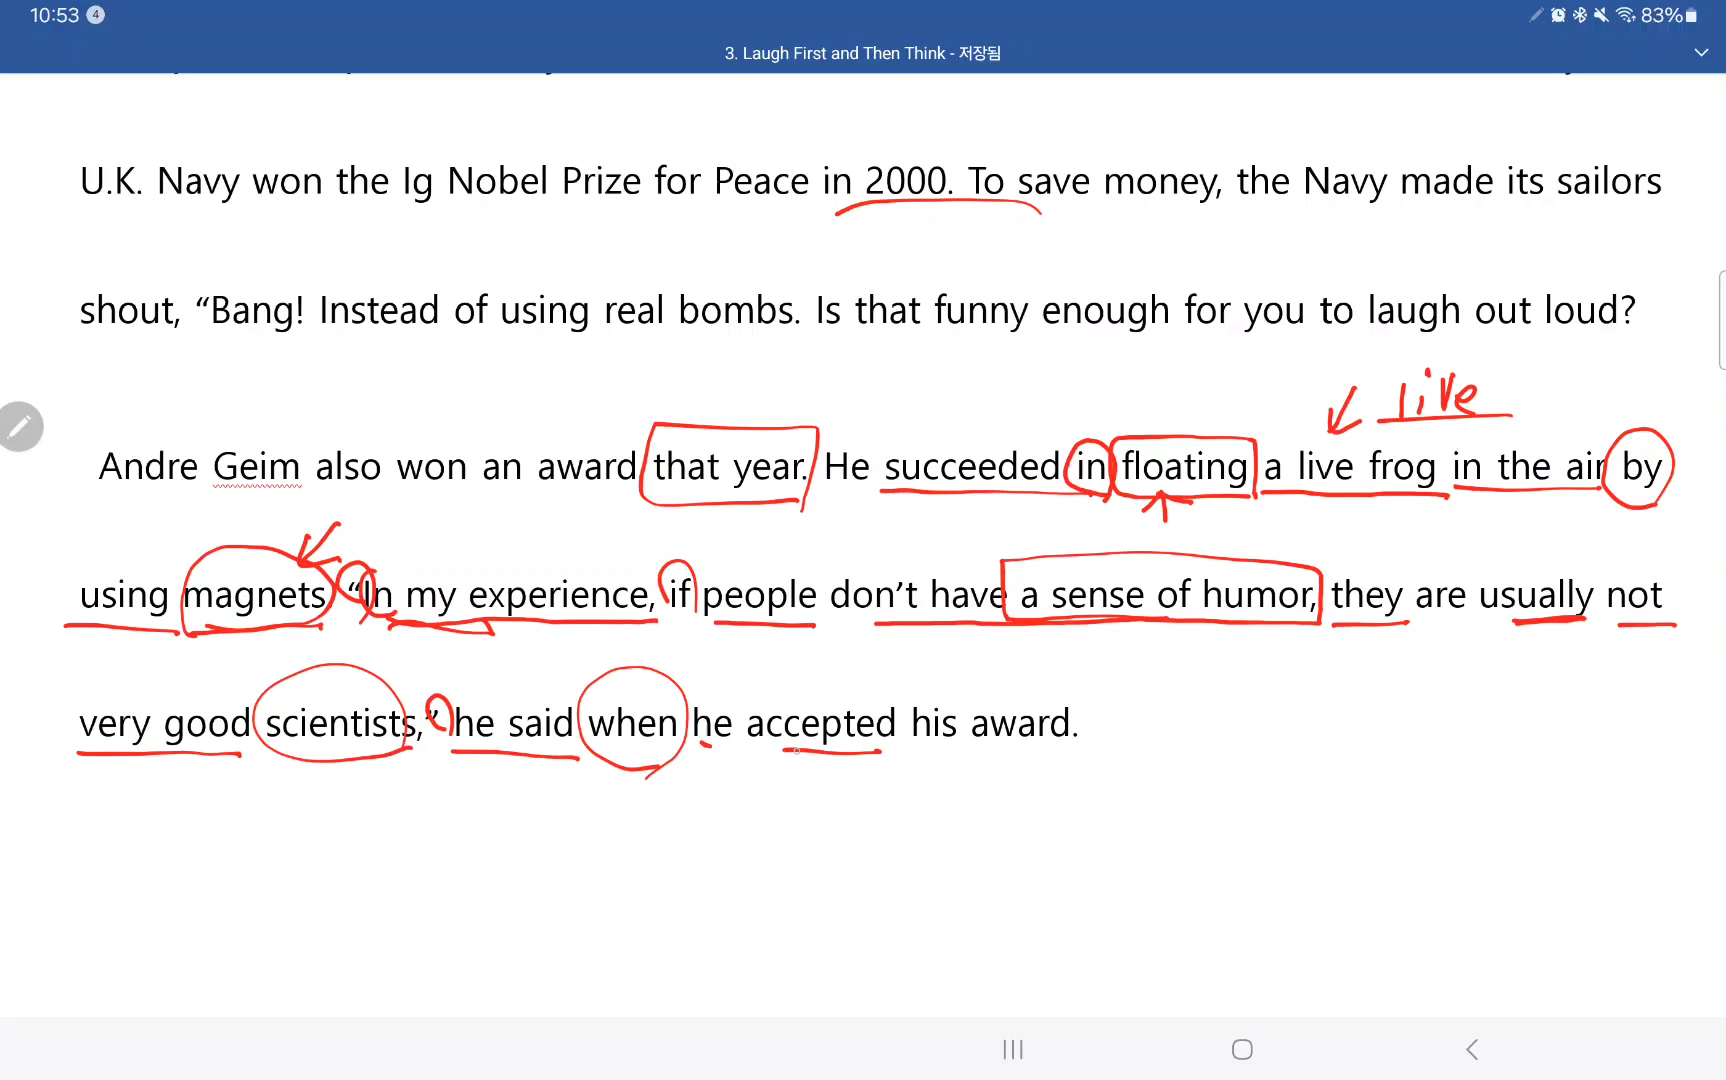 10:53 4 83%
3. Laugh First and Then Think - 저장됨
U.K. Navy won the Ig Nobel Prize for Peace in 2000. To save money, the Navy made its sailors
shout, “Bang! Instead of using real bombs. Is that funny enough for you to laugh out loud?
live
Andre Geim also won an award that year. He succeeded in floating a live frog in the air by
using magnets. “In my experience, if people don’t have a sense of humor, they are usually not
very good scientists,” he said when he accepted his award.